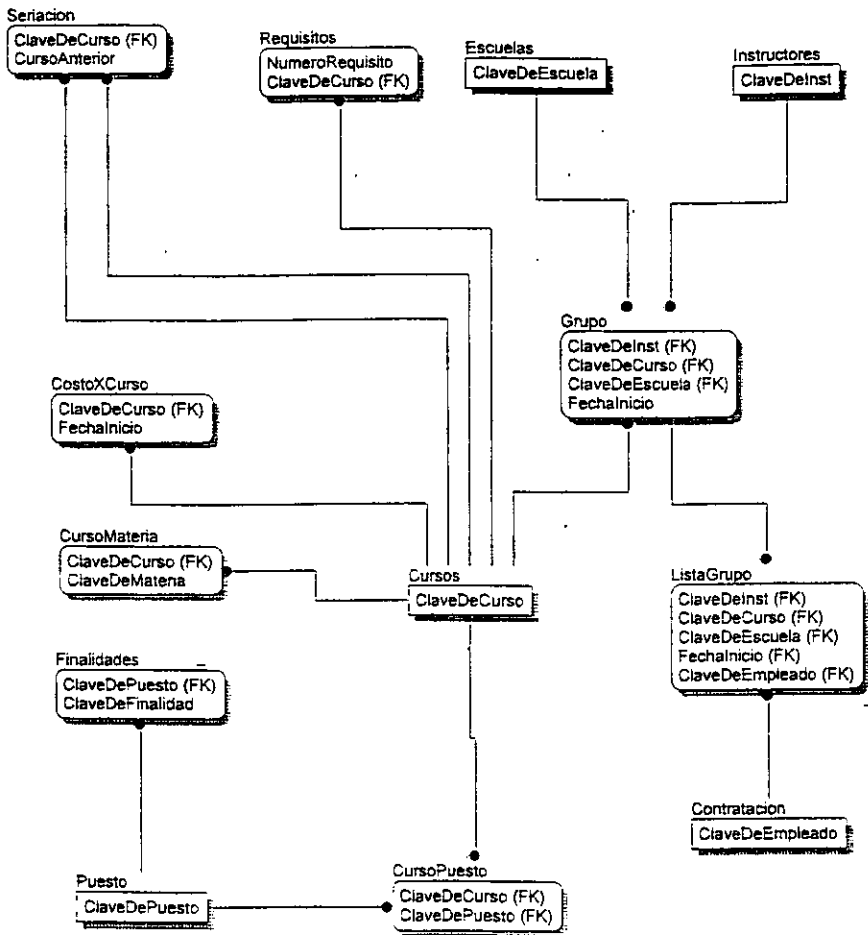 Seriacion
ClaveDeCurso (FK)
CursoAnterior
Requisitos
NumeroRequisito
ClaveDeCurso (FK)
Escuelas
ClaveDeEscuela
Instructores
ClaveDeInst
Grupo
ClaveDeInst (FK)
ClaveDeCurso (FK)
ClaveDeEscuela (FK)
FechaInicio
CostoXCurso
ClaveDeCurso (FK)
FechaInicio
CursoMateria
ClaveDeCurso (FK)
ClaveDeMateria
Cursos
ClaveDeCurso
ListaGrupo
ClaveDeInst (FK)
ClaveDeCurso (FK)
ClaveDeEscuela (FK)
FechaInicio (FK)
ClaveDeEmpleado (FK)
Finalidades
ClaveDePuesto (FK)
ClaveDeFinalidad
Contratacion
ClaveDeEmpleado
Puesto
ClaveDePuesto
CursoPuesto
ClaveDeCurso (FK)
ClaveDePuesto (FK)